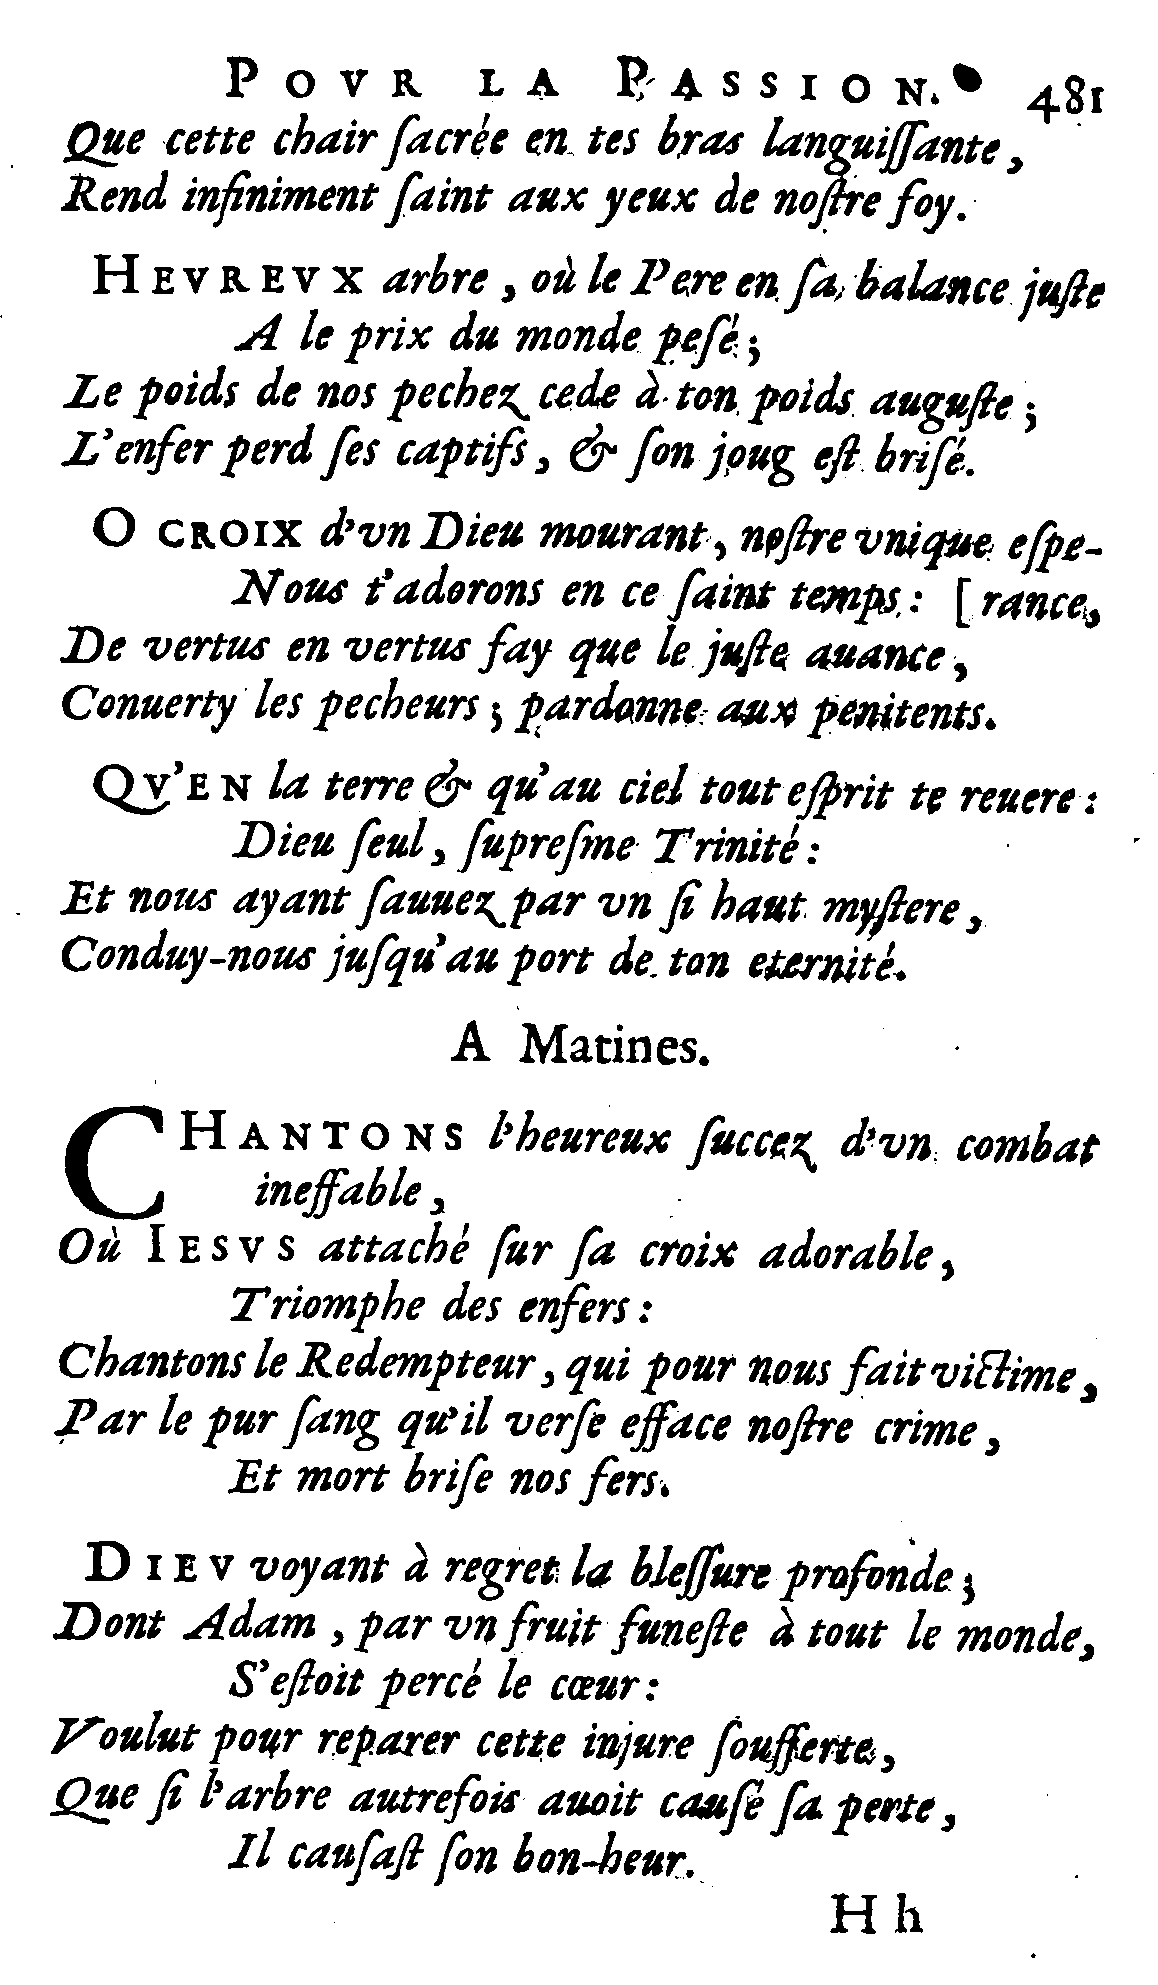 POVR LA PASSION. 481
Que cette chair ſacrée en tes bras languiſſante,
Rend infiniment ſaint aux yeux de noſtre foy.
HEVREVX arbre, où le Pere en ſa balance juſte
A le prix du monde peſé;
Le poids de nos pechez cede à ton poids auguſte;
L'enfer perd ſes captifs, & ſon joug eſt briſé.
O CROIX d'vn Dieu mourant, noſtre vnique eſpe-
Nous t'adorons en ce ſaint temps: [rance,
De vertus en vertus fay que le juſte auance,
Conuerty les pecheurs; pardonne aux penitents.
QV'EN la terre & qu'au ciel tout eſprit te reuere:
Dieu ſeul, ſupreſme Trinité:
Et nous ayant ſauuez par vn ſi haut myſtere,
Conduy-nous juſqu'au port de ton eternité.
A Matines.
CHANTONS l'heureux ſuccez d'vn combat
ineffable,
Où IESVS attaché ſur ſa croix adorable,
Triomphe des enfers:
Chantons le Redempteur, qui pour nous fait victime,
Par le pur ſang qu'il verſe efface noſtre crime,
Et mort briſe nos fers.
DIEV voyant à regret la bleſſure profonde;
Dont Adam, par vn fruit funeſte à tout le monde,
S'eſtoit percé le cœur:
Voulut pour reparer cette injure ſoufferte,
Que ſi l'arbre autrefois auoit cauſé ſa perte,
Il cauſaſt ſon bon-heur.
Hh